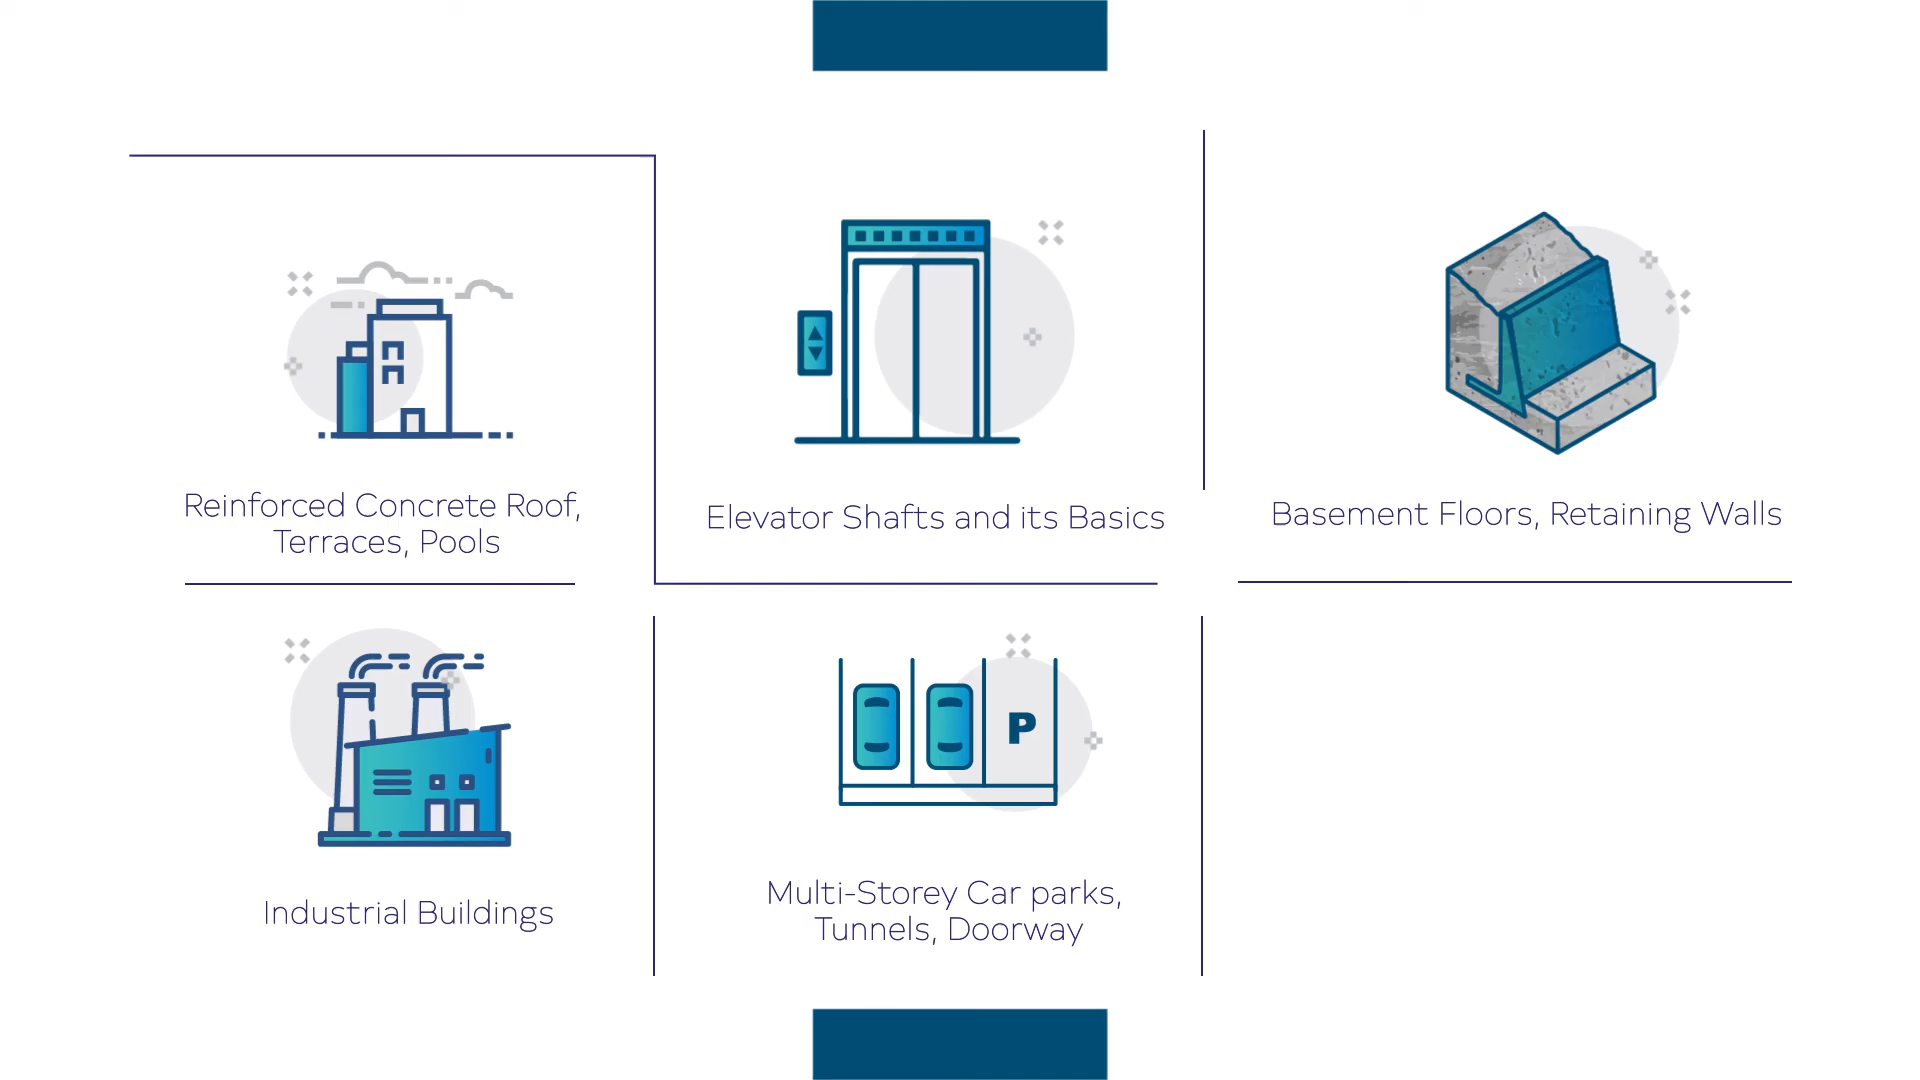 Reinforced Concrete Roof,
Terraces, Pools
Elevator Shafts and its Basics
Basement Floors, Retaining Walls
Industrial Buildings
P
Multi-Storey Car parks,
Tunnels, Doorway